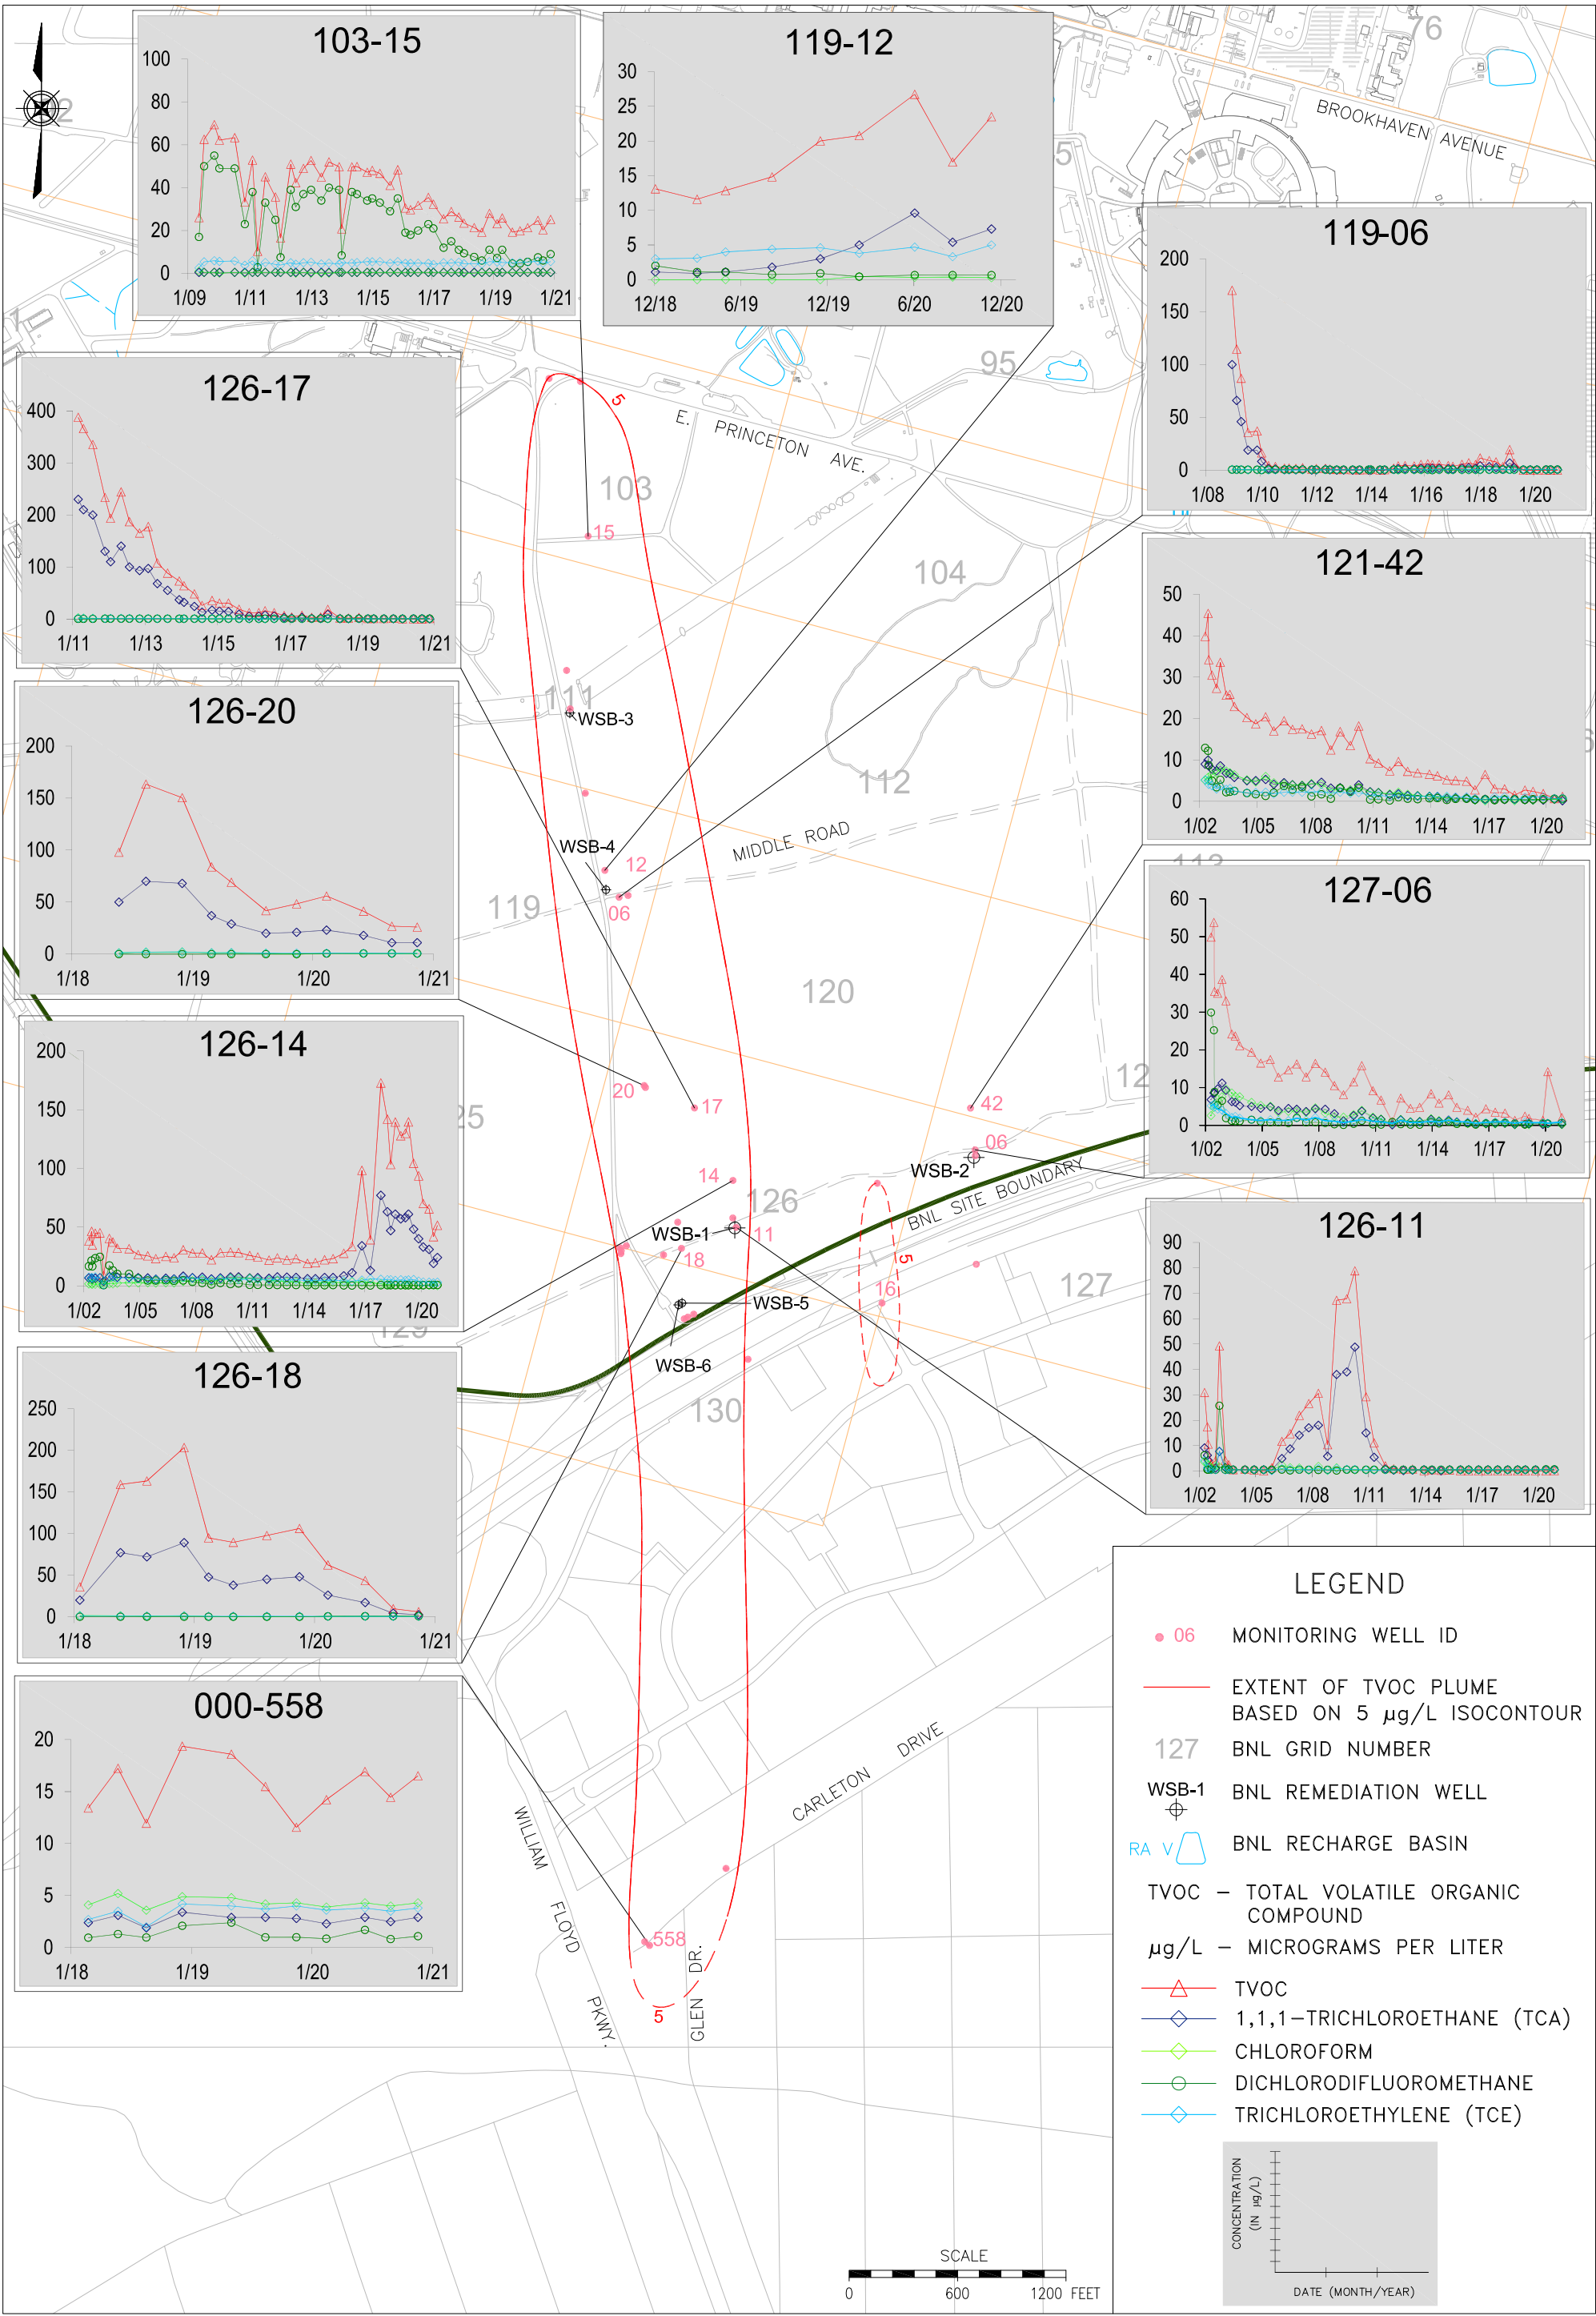 103-15
100
80
60
40
20
0
1/09 1/11 1/13 1/15 1/17 1/19 1/21
119-12
30
25
20
15
10
5
0
12/18 6/19 12/19 6/20 12/20
76
BROOKHAVEN AVENUE
119-06
200
150
100
50
0
1/08 1/10 1/12 1/14 1/16 1/18 1/20
95
126-17
400
300
200
100
0
1/11 1/13 1/15 1/17 1/19 1/21
5
E. PRINCETON AVE.
103
15
104
121-42
50
40
30
20
10
0
1/02 1/05 1/08 1/11 1/14 1/17 1/20
126-20
200
150
100
50
0
1/18 1/19 1/20 1/21
111
WSB-3
112
MIDDLE ROAD
WSB-4
12
119
06
127-06
60
50
40
30
20
10
0
1/02 1/05 1/08 1/11 1/14 1/17 1/20
120
126-14
200
150
100
50
0
1/02 1/05 1/08 1/11 1/14 1/17 1/20
20
17
42
06
WSB-2
BNL SITE BOUNDARY
14
126
WSB-1
11
18
5
16
127
WSB-5
WSB-6
130
126-11
90
80
70
60
50
40
30
20
10
0
1/02 1/05 1/08 1/11 1/14 1/17 1/20
126-18
250
200
150
100
50
0
1/18 1/19 1/20 1/21
000-558
20
15
10
5
0
1/18 1/19 1/20 1/21
WILLIAM FLOYD PKWY.
CARLETON DRIVE
558
GLEN DR.
5
LEGEND
06 MONITORING WELL ID
EXTENT OF TVOC PLUME
BASED ON 5 µg/L ISOCONTOUR
127 BNL GRID NUMBER
WSB-1 BNL REMEDIATION WELL
RA V BNL RECHARGE BASIN
TVOC – TOTAL VOLATILE ORGANIC
COMPOUND
µg/L – MICROGRAMS PER LITER
TVOC
1,1,1-TRICHLOROETHANE (TCA)
CHLOROFORM
DICHLORODIFLUOROMETHANE
TRICHLOROETHYLENE (TCE)
CONCENTRATION
(IN µg/L)
DATE (MONTH/YEAR)
SCALE
0 600 1200 FEET